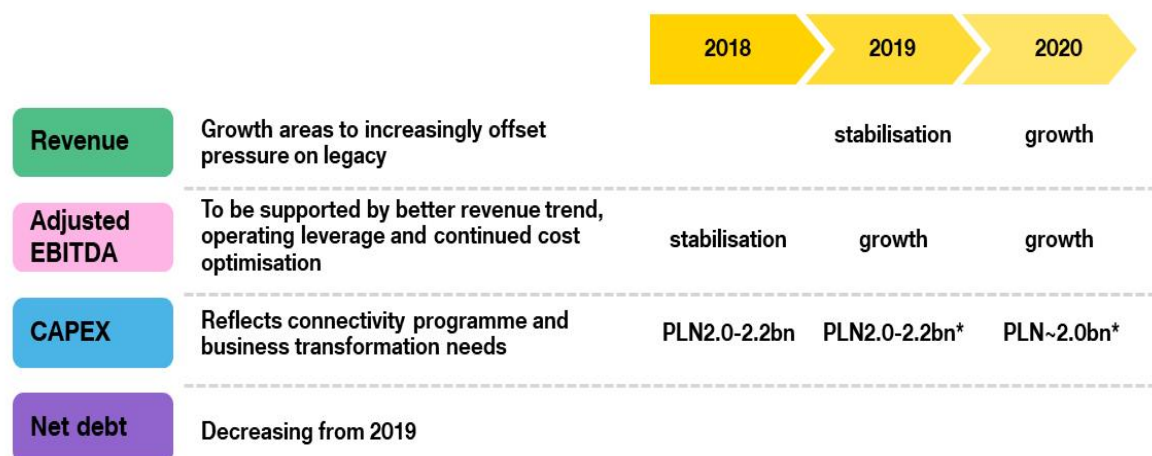 2018 2019 2020
Revenue
Growth areas to increasingly offset
pressure on legacy
stabilisation growth
Adjusted
EBITDA
To be supported by better revenue trend,
operating leverage and continued cost
optimisation
stabilisation growth growth
CAPEX
Reflects connectivity programme and
business transformation needs
PLN2.0-2.2bn PLN2.0-2.2bn* PLN~2.0bn*
Net debt
Decreasing from 2019